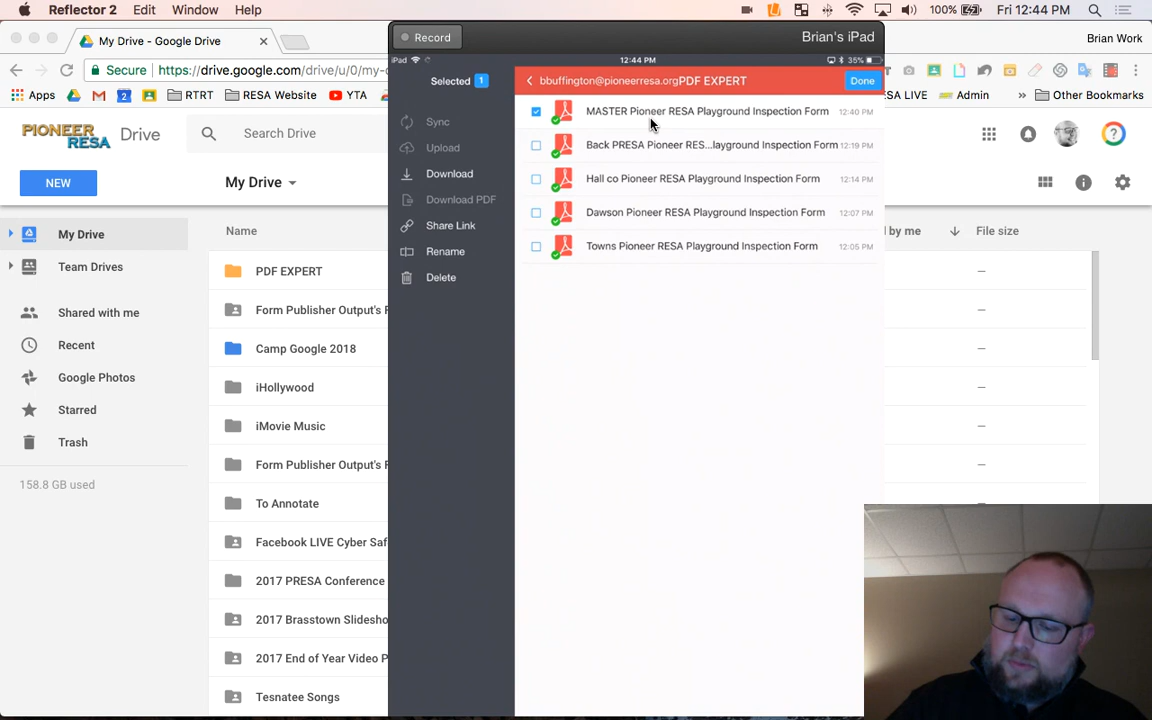 Reflector 2 Edit Window Help
100% Fri 12:44 PM
My Drive - Google Drive
Record
Brian's iPad
Brian Work
Secure https://drive.google.com/drive/u/0/my-
Apps RTRT RESA Website YTA
SA LIVE Admin » Other Bookmarks
iPad 12:44 PM 35%
Selected 1
bbuffington@pioneerresa.orgPDF EXPERT
Done
PIONEER RESA Drive
Search Drive
NEW
My Drive
My Drive
Team Drives
Shared with me
Recent
Google Photos
Starred
Trash
158.8 GB used
Name
PDF EXPERT
Form Publisher Output's F
Camp Google 2018
iHollywood
iMovie Music
Form Publisher Output's F
To Annotate
Facebook LIVE Cyber Saf
2017 PRESA Conference
2017 Brasstown Slidesho
2017 End of Year Video P
Tesnatee Songs
Sync
Upload
Download
Download PDF
Share Link
Rename
Delete
MASTER Pioneer RESA Playground Inspection Form 12:40 PM
Back PRESA Pioneer RES...layground Inspection Form 12:19 PM
Hall co Pioneer RESA Playground Inspection Form 12:14 PM
Dawson Pioneer RESA Playground Inspection Form 12:07 PM
Towns Pioneer RESA Playground Inspection Form 12:05 PM
d by me
File size